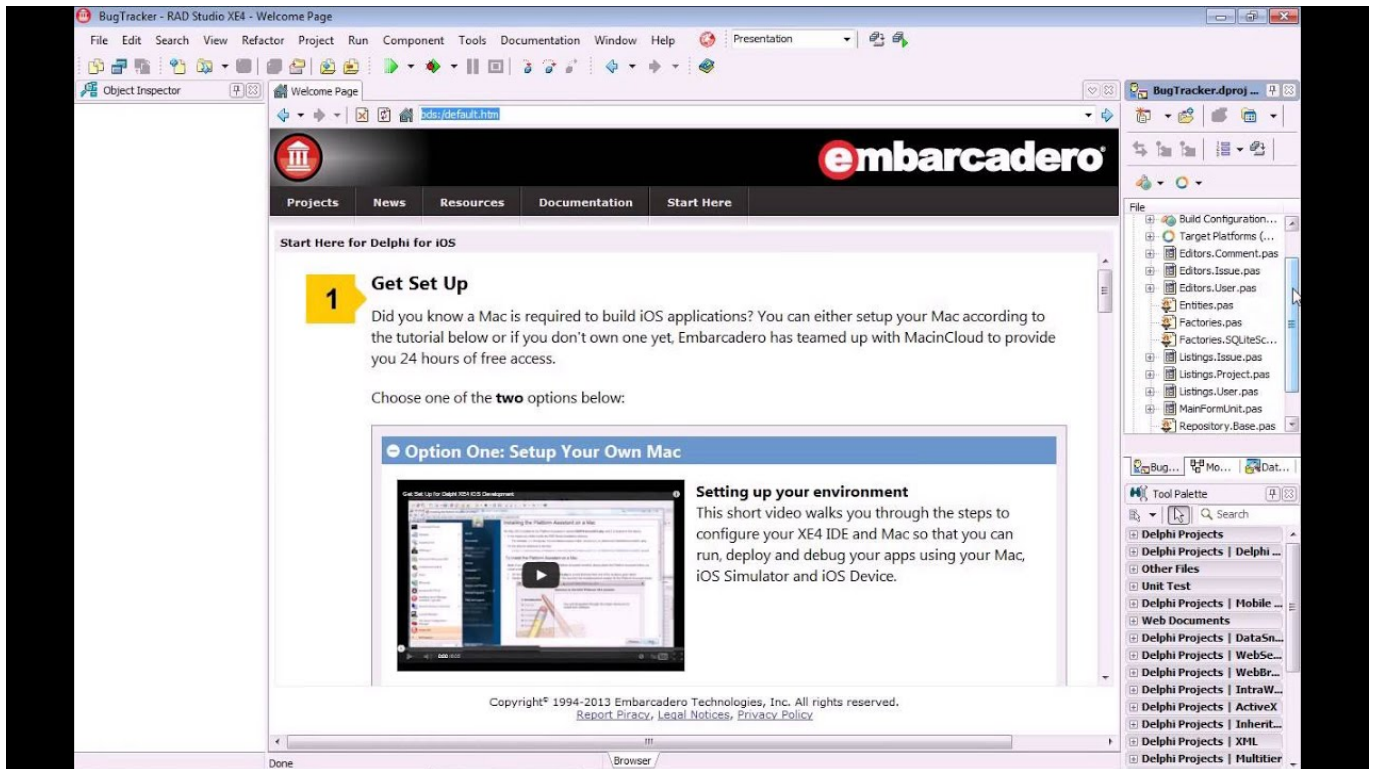 BugTracker - RAD Studio XE4 - Welcome Page
File Edit Search View Refactor Project Run Component Tools Documentation Window Help Presentation
Object Inspector
Welcome Page
bds:/default.htm
embarcadero
Projects News Resources Documentation Start Here
Start Here for Delphi for iOS
1
Get Set Up
Did you know a Mac is required to build iOS applications? You can either setup your Mac according to
the tutorial below or if you don't own one yet, Embarcadero has teamed up with MacinCloud to provide
you 24 hours of free access.
Choose one of the two options below:
Option One: Setup Your Own Mac
Get Set Up for Delphi XE4 iOS Development
Setting up your environment
This short video walks you through the steps to
configure your XE4 IDE and Mac so that you can
run, deploy and debug your apps using your Mac,
iOS Simulator and iOS Device.
Copyright© 1994-2013 Embarcadero Technologies, Inc. All rights reserved.
Report Piracy, Legal Notices, Privacy Policy
Done
Browser
BugTracker.dproj ...
File
Build Configuration...
Target Platforms (...
Editors.Comment.pas
Editors.Issue.pas
Editors.User.pas
Entities.pas
Factories.pas
Factories.SQLiteSc...
Listings.Issue.pas
Listings.Project.pas
Listings.User.pas
MainFormUnit.pas
Repository.Base.pas
Bug... Mo... Dat...
Tool Palette
Search
Delphi Projects
Delphi Projects | Delphi ...
Other Files
Unit Test
Delphi Projects | Mobile ...
Web Documents
Delphi Projects | DataSn...
Delphi Projects | WebSe...
Delphi Projects | WebBr...
Delphi Projects | IntraW...
Delphi Projects | ActiveX
Delphi Projects | Inherit...
Delphi Projects | XML
Delphi Projects | Multitier